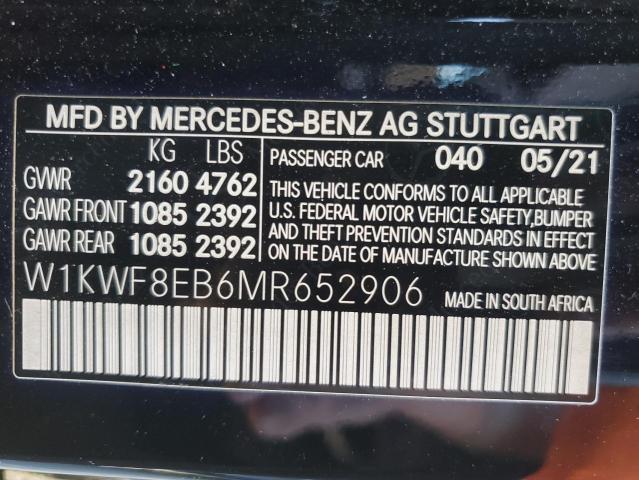 MFD BY MERCEDES-BENZ AG STUTTGART
KG LBS
GVWR 2160 4762
GAWR FRONT 1085 2392
GAWR REAR 1085 2392
PASSENGER CAR 040 05/21
THIS VEHICLE CONFORMS TO ALL APPLICABLE
U.S. FEDERAL MOTOR VEHICLE SAFETY, BUMPER
AND THEFT PREVENTION STANDARDS IN EFFECT
ON THE DATE OF MANUFACTURE SHOWN ABOVE.
W1KWF8EB6MR652906
MADE IN SOUTH AFRICA